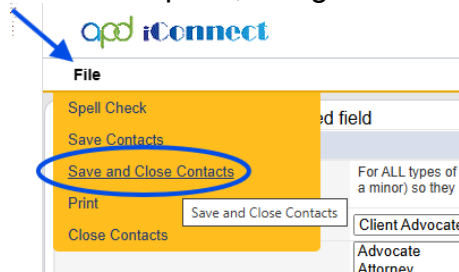 apd iConnect
File
Spell Check
ed field
Save Contacts
Save and Close Contacts
For ALL types of
a minor) so they
Print
Save and Close Contacts
Client Advocate
Close Contacts
Advocate
Attorney